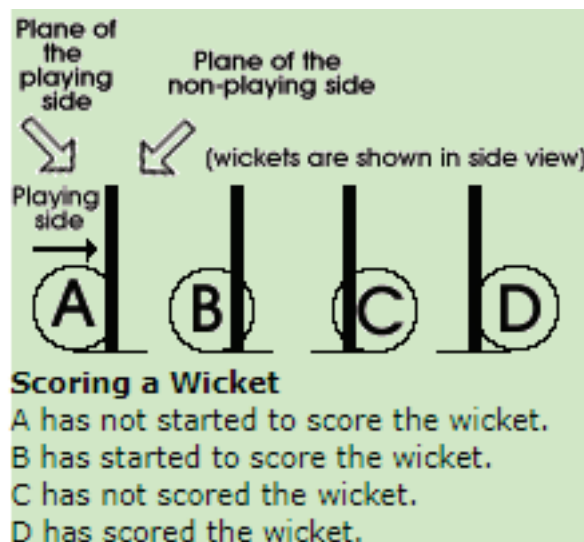 Plane of
the
playing
side
Plane of the
non-playing side
(wickets are shown in side view)
Playing
side
A
B
C
D
Scoring a Wicket
A has not started to score the wicket.
B has started to score the wicket.
C has not scored the wicket.
D has scored the wicket.